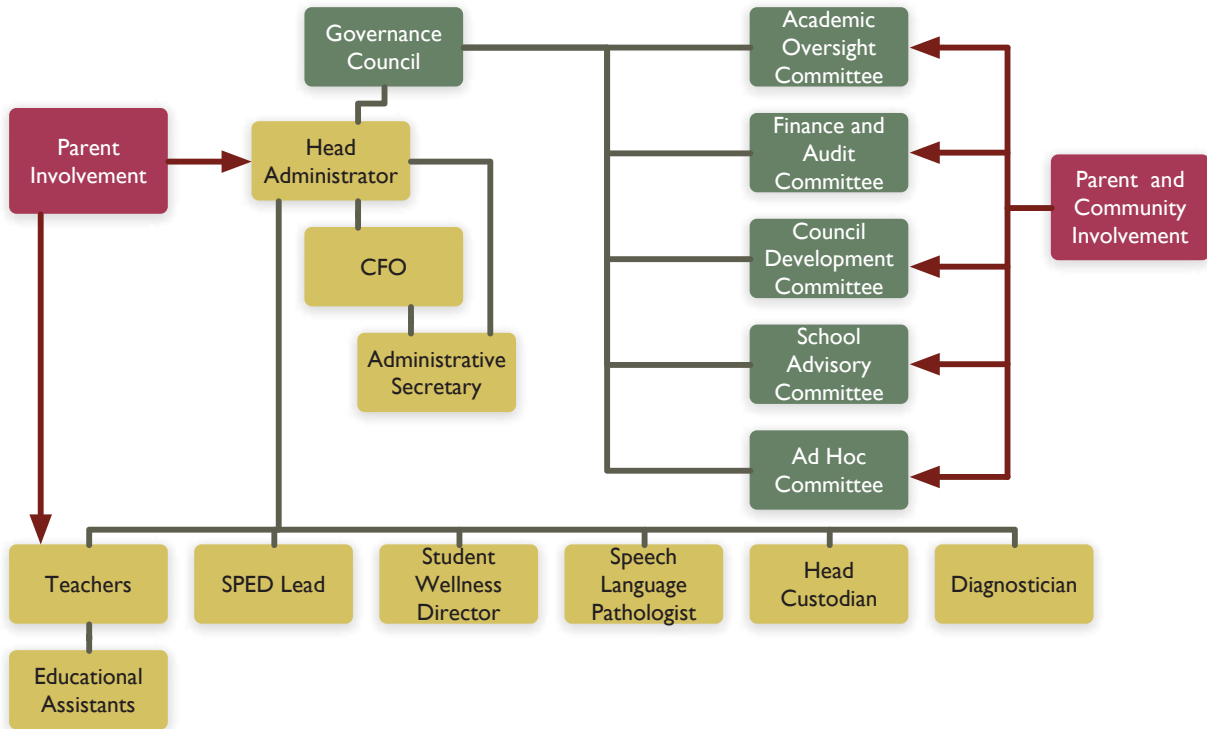 Governance
Council
Academic
Oversight
Committee
Parent
Involvement
Head
Administrator
Finance and
Audit
Committee
Parent and
Community
Involvement
CFO
Council
Development
Committee
Administrative
Secretary
School
Advisory
Committee
Ad Hoc
Committee
Teachers
SPED Lead
Student
Wellness
Director
Speech
Language
Pathologist
Head
Custodian
Diagnostician
Educational
Assistants